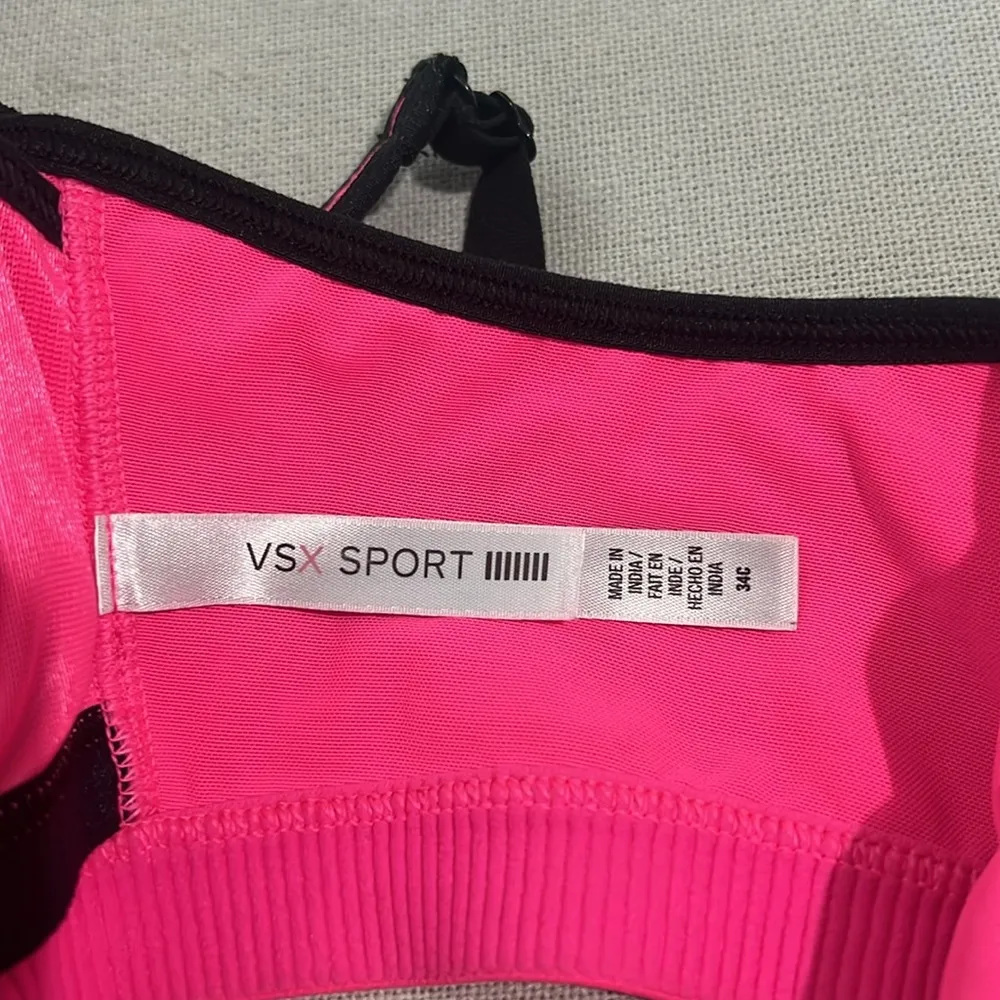 VSX SPORT
MADE IN
INDIA /
FAIT EN
INDE /
HECHO EN
INDIA
34C